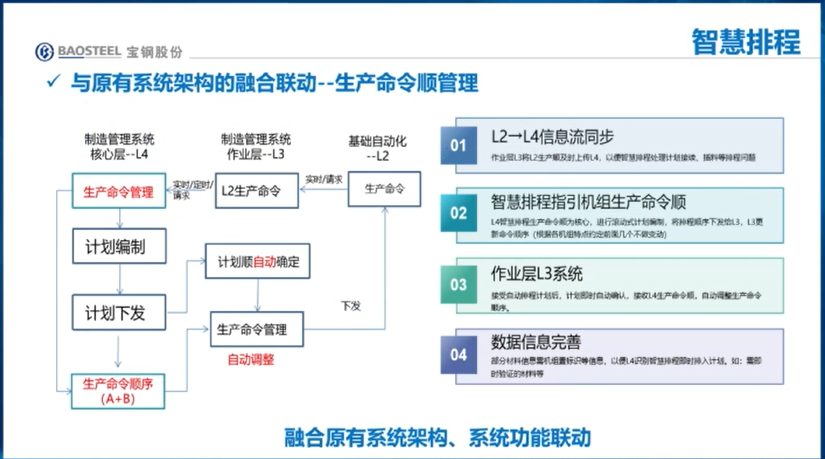 BAOSTEEL 宝钢股份
智慧排程
✓ 与原有系统架构的融合联动--生产命令顺管理
制造管理系统
核心层--L4
制造管理系统
作业层--L3
基础自动化
--L2
生产命令管理
实时/定时/
请求
L2生产命令
实时/请求
生产命令
计划编制
计划顺自动确定
计划下发
生产命令管理
下发
自动调整
生产命令顺序
(A+B)
01
L2→L4信息流同步
作业层L3将L2生产顺及时上传L4，以便智慧排程处理计划接续、插料等排程问题
02
智慧排程指引机组生产命令顺
L4智慧排程生产命令顺为核心，进行滚动式计划编制，将排程顺序下发给L3，L3更
新命令顺序（根据各机组特点约定前面几个不做变动）
03
作业层L3系统
接受自动排程计划后，计划即时自动确认，接收L4生产命令顺。自动调整生产命令
顺序。
04
数据信息完善
部分材料信息需机组置标识等信息，以便L4识别智慧排程即时排入计划。如：需即
时验证的材料等
融合原有系统架构、系统功能联动